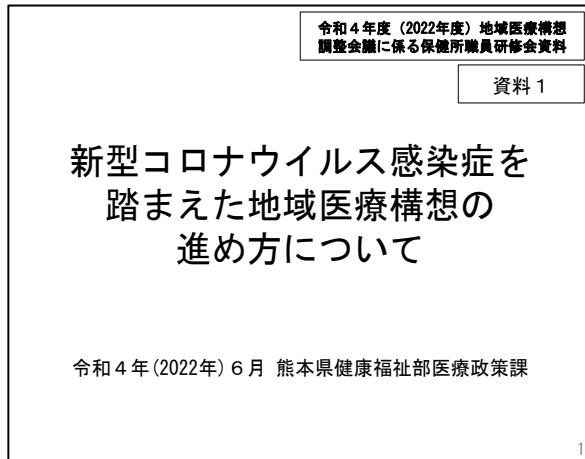 令和４年度（2022年度）地域医療構想
調整会議に係る保健所職員研修会資料
資料１
新型コロナウイルス感染症を
踏まえた地域医療構想の
進め方について
令和４年(2022年)６月 熊本県健康福祉部医療政策課
1